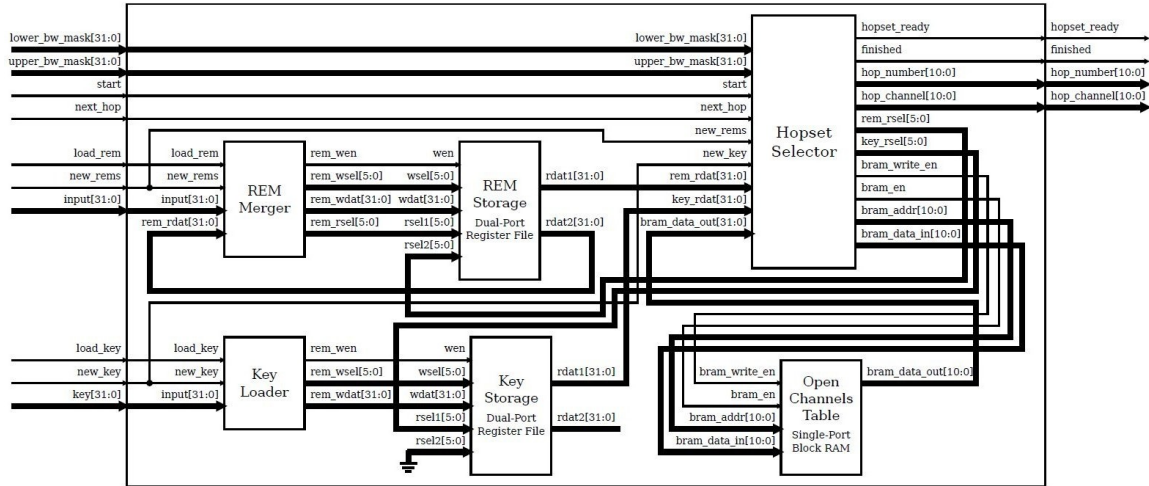 lower_bw_mask[31:0]
upper_bw_mask[31:0]
start
next_hop
load_rem
new_rems
input[31:0]
load_key
new_key
key[31:0]
load_rem
new_rems
input[31:0]
rem_rdat[31:0]
REM
Merger
rem_wen
rem_wsel[5:0]
rem_wdat[31:0]
rem_rsel[5:0]
wen
wsel[5:0]
wdat[31:0]
rsel1[5:0]
rsel2[5:0]
REM
Storage
Dual-Port
Register File
rdat1[31:0]
rdat2[31:0]
load_key
new_key
input[31:0]
Key
Loader
rem_wen
rem_wsel[5:0]
rem_wdat[31:0]
wen
wsel[5:0]
wdat[31:0]
rsel1[5:0]
rsel2[5:0]
Key
Storage
Dual-Port
Register File
rdat1[31:0]
rdat2[31:0]
lower_bw_mask[31:0]
upper_bw_mask[31:0]
start
next_hop
new_rems
new_key
rem_rdat[31:0]
key_rdat[31:0]
bram_data_out[31:0]
Hopset
Selector
hopset_ready
finished
hop_number[10:0]
hop_channel[10:0]
rem_rsel[5:0]
key_rsel[5:0]
bram_write_en
bram_en
bram_addr[10:0]
bram_data_in[10:0]
bram_write_en
bram_en
bram_addr[10:0]
bram_data_in[10:0]
Open
Channels
Table
Single-Port
Block RAM
bram_data_out[10:0]
hopset_ready
finished
hop_number[10:0]
hop_channel[10:0]